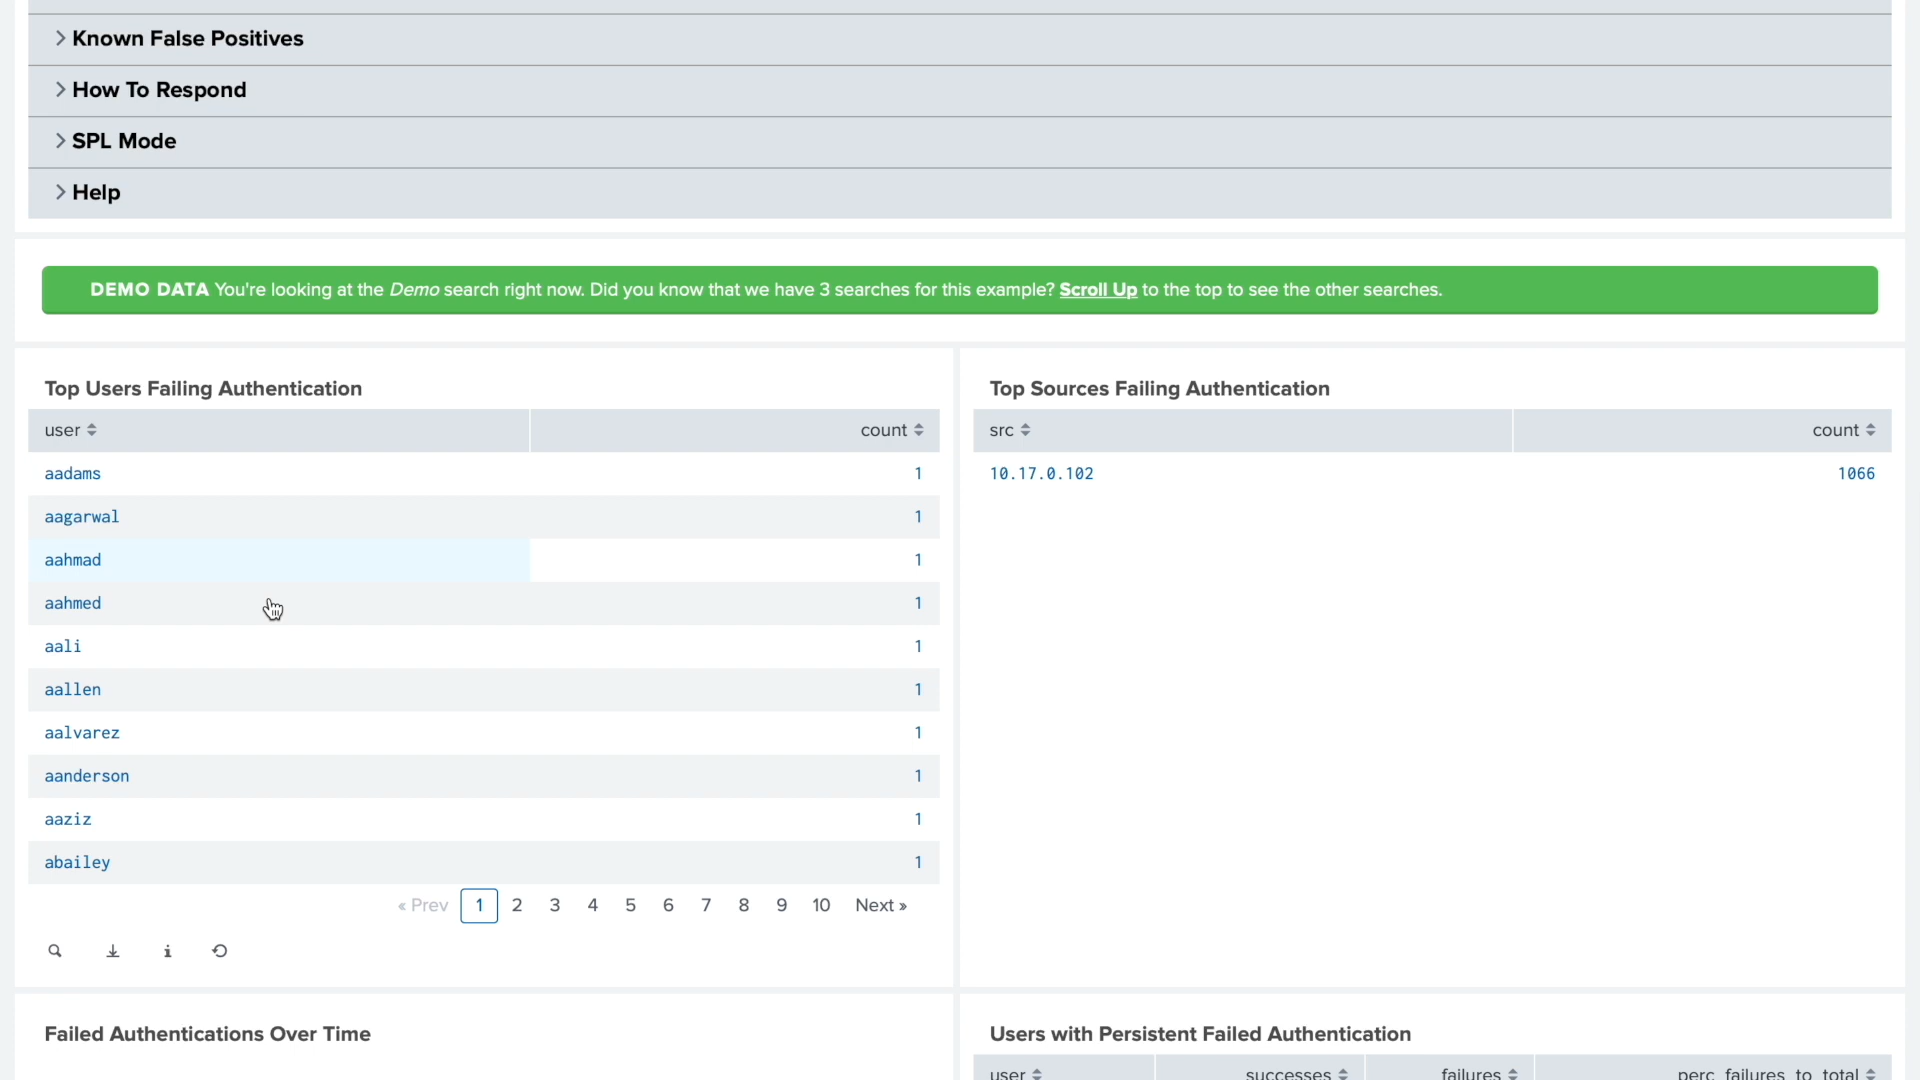 Known False Positives
How To Respond
SPL Mode
Help
DEMO DATA You're looking at the Demo search right now. Did you know that we have 3 searches for this example? Scroll Up to the top to see the other searches.
Top Users Failing Authentication
user count
aadams 1
aagarwal 1
aahmad 1
aahmed 1
aali 1
aallen 1
aalvarez 1
aanderson 1
aaziz 1
abailey 1
« Prev 1 2 3 4 5 6 7 8 9 10 Next »
Top Sources Failing Authentication
src count
10.17.0.102 1066
Failed Authentications Over Time
Users with Persistent Failed Authentication
user successes failures perc_failures_to_total